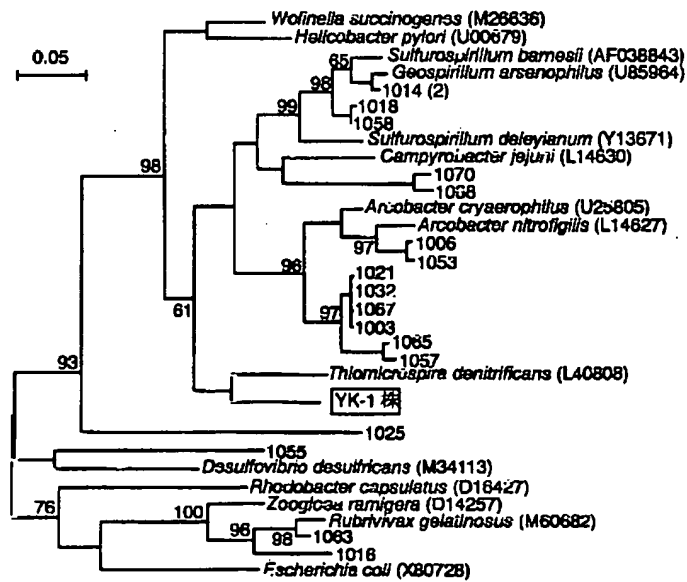 Wolinella succinogenes (M26636)
Helicobacter pylori (U00679)
0.05
65
Sulfurospirillum barnesii (AF038843)
98
Geospirillum arsenophilus (U85964)
1014 (2)
99
1018
1058
Sulfurospirillum deleyianum (Y13671)
98
Campyrobacter jejuni (L14630)
1070
1068
Arcobacter cryaerophilus (U25805)
Arcobacter nitrofigilis (L14627)
97
1006
1053
96
1021
1032
1067
97
1003
61
1065
1057
93
Thiomicrospira denitrificans (L40808)
YK-1 株
1025
1055
Desulfovibrio desulfricans (M34113)
76
Rhodobacter capsulatus (D16427)
100
Zoogloea ramigera (D14257)
96
Rubrivivax gelatinosus (M60682)
98
1063
1016
Escherichia coli (X80728)